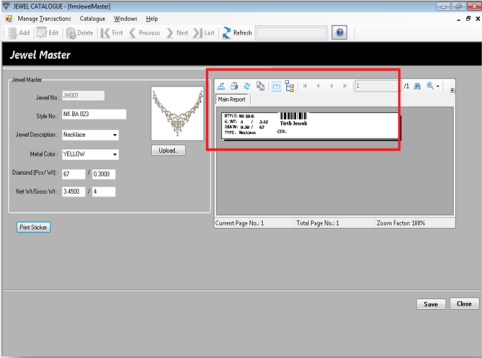 JEWEL CATALOGUE - [frmJewelMaster]
Manage Transactions Catalogue Windows Help
Add Edit Delete First Previous Next Last Refresh
Jewel Master
Jewel Master
Jewel No : JM001
Style No : NK BA 023
Jewel Description : Necklace
Metal Color : YELLOW
Diamond (Pcs/ Wt) : 67 / 0.3000
Net Wt/Gross Wt : 3.4500 / 4
Upload..
Print Sticker
1 /1
Main Report
STYLE: NK BA 0
G. WT: 4 / 3.45
DIA/W: 0.30 / 67
TYPE: Necklace
Tirth Jewels
CER:
Current Page No.: 1 Total Page No.: 1 Zoom Factor: 100%
Save Close